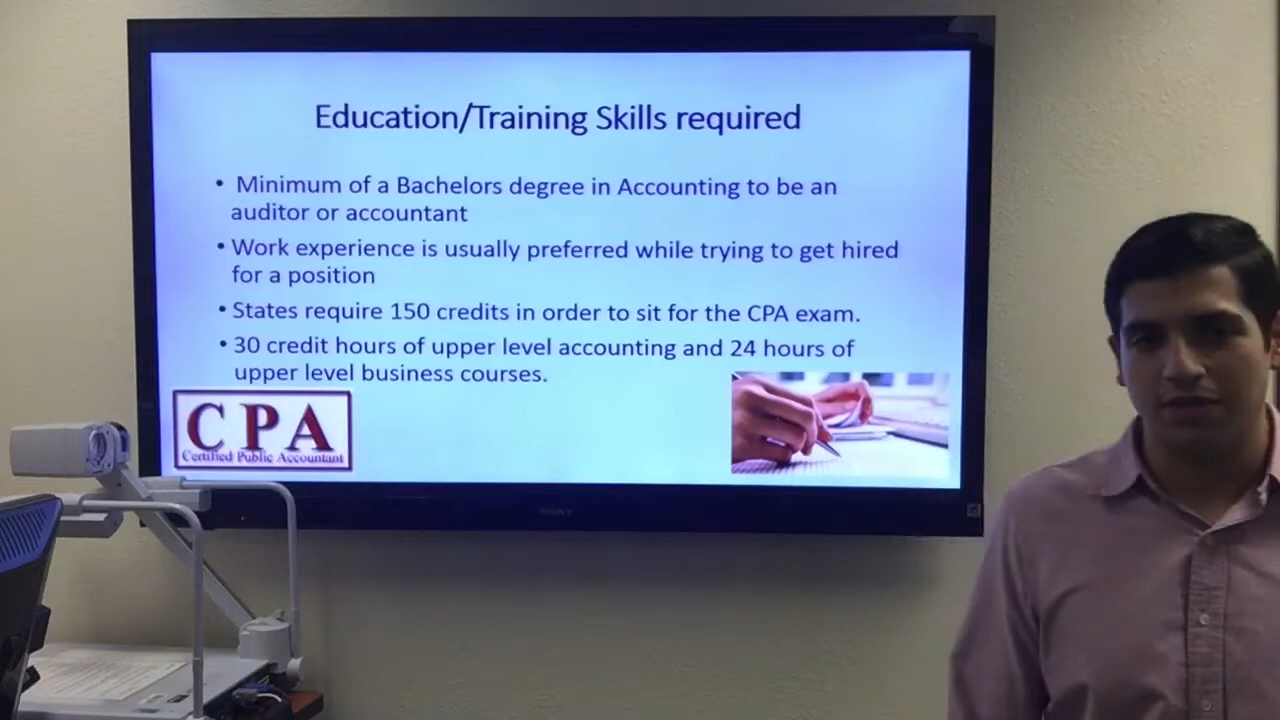 Education/Training Skills required
• Minimum of a Bachelors degree in Accounting to be an
auditor or accountant
• Work experience is usually preferred while trying to get hired
for a position
• States require 150 credits in order to sit for the CPA exam.
• 30 credit hours of upper level accounting and 24 hours of
upper level business courses.
CPA
Certified Public Accountant
SONY